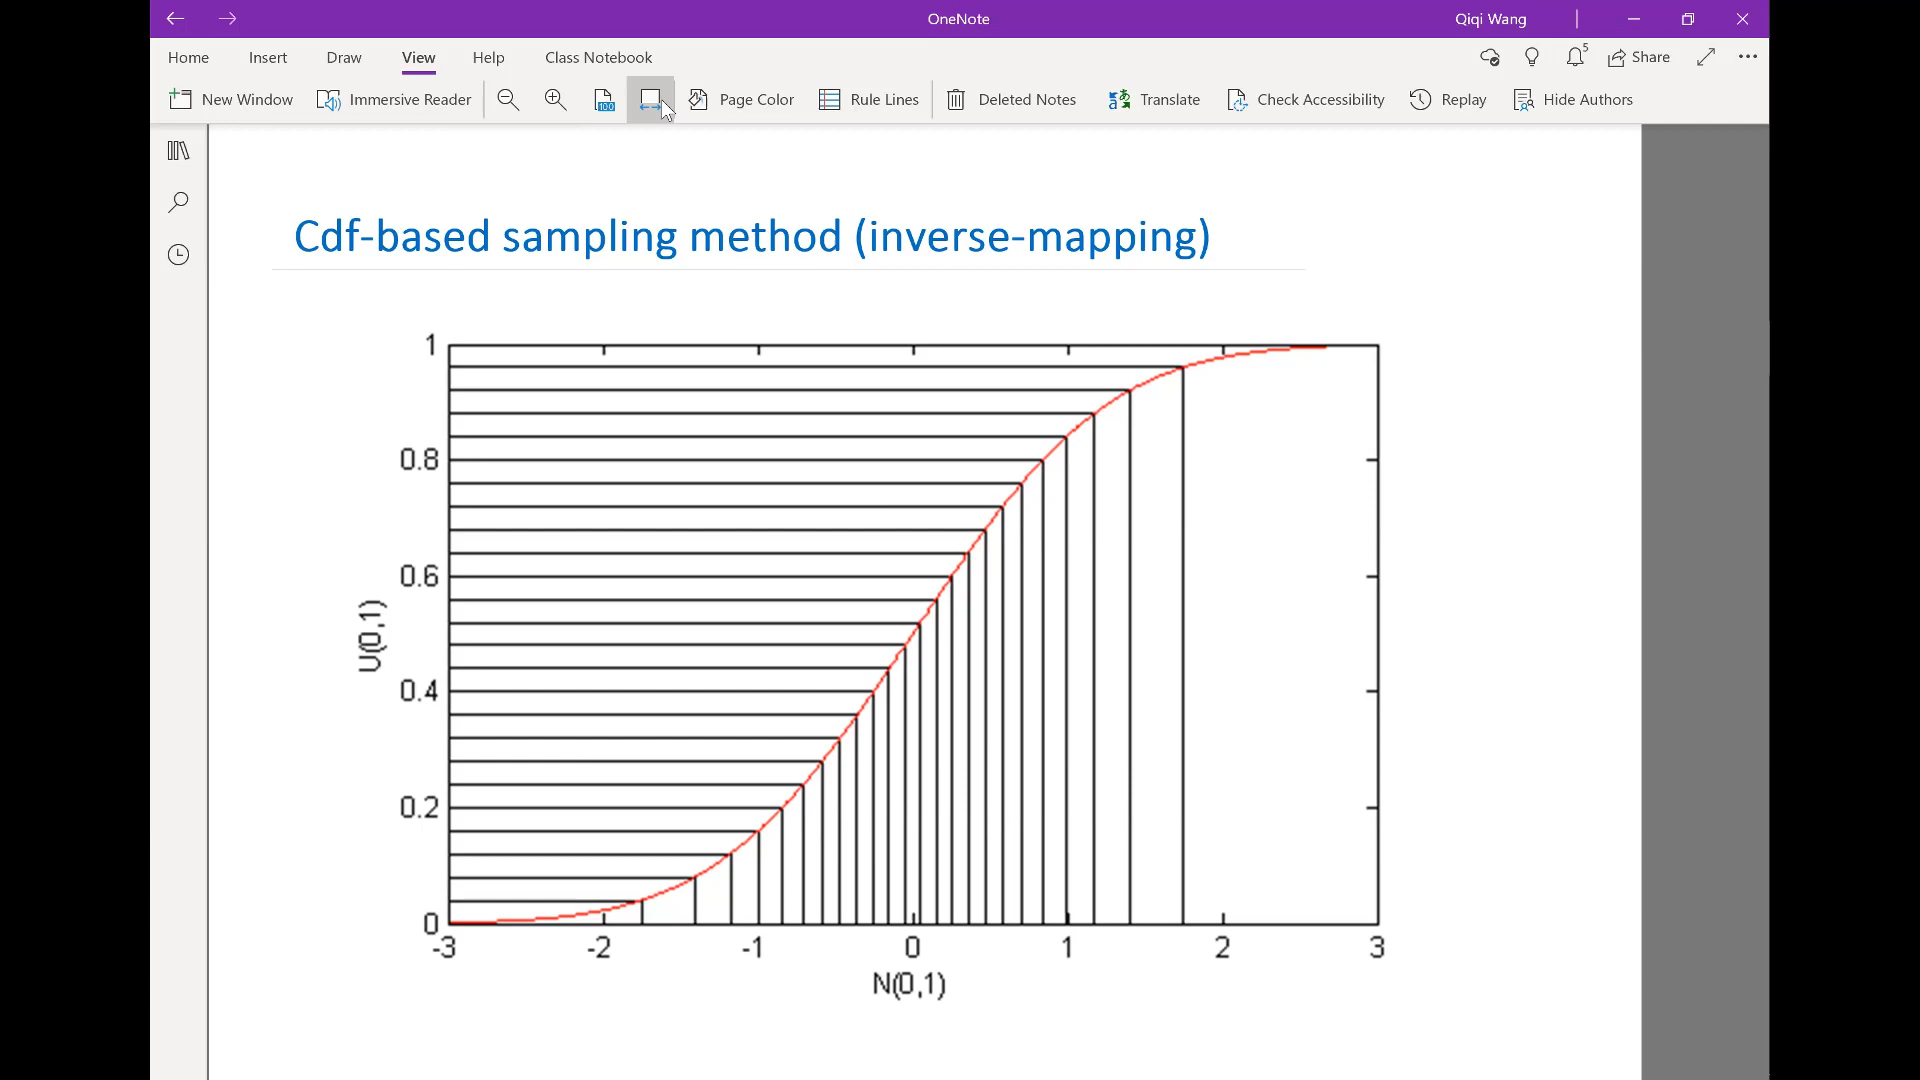 OneNote
Qiqi Wang
Home Insert Draw View Help Class Notebook
5
Share
New Window Immersive Reader 100 Page Color Rule Lines Deleted Notes Translate Check Accessibility Replay Hide Authors
Cdf-based sampling method (inverse-mapping)
1
0.8
0.6
U(0,1)
0.4
0.2
0
-3 -2 -1 0 1 2 3
N(0,1)